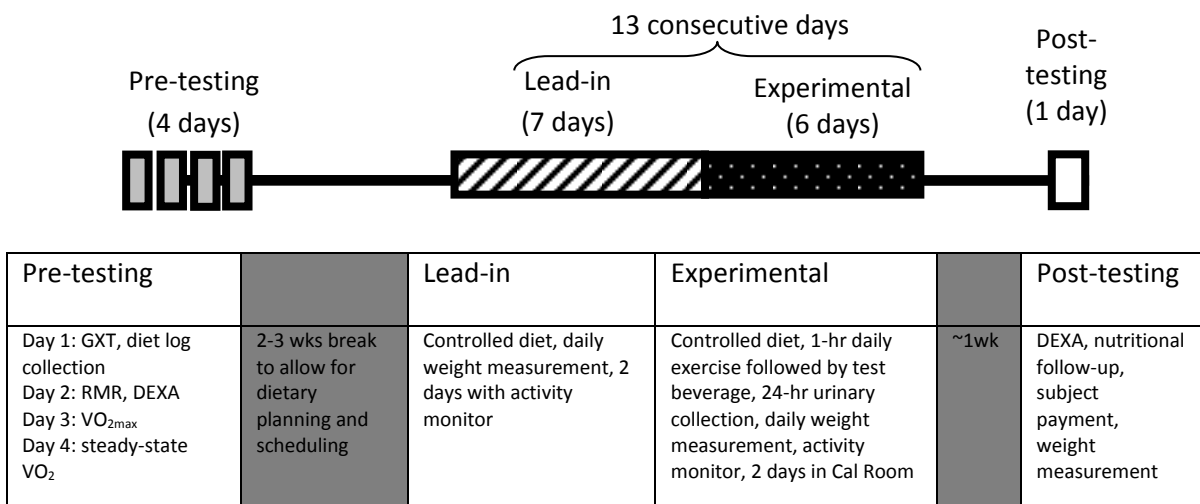 13 consecutive days
Pre-testing
(4 days)
Lead-in
(7 days)
Experimental
(6 days)
Post-
testing
(1 day)
Pre-testing
Lead-in
Experimental
Post-testing
Day 1: GXT, diet log
collection
Day 2: RMR, DEXA
Day 3: VO2max
Day 4: steady-state
VO2
2-3 wks break
to allow for
dietary
planning and
scheduling
Controlled diet, daily
weight measurement, 2
days with activity
monitor
Controlled diet, 1-hr daily
exercise followed by test
beverage, 24-hr urinary
collection, daily weight
measurement, activity
monitor, 2 days in Cal Room
~1wk
DEXA, nutritional
follow-up,
subject
payment,
weight
measurement